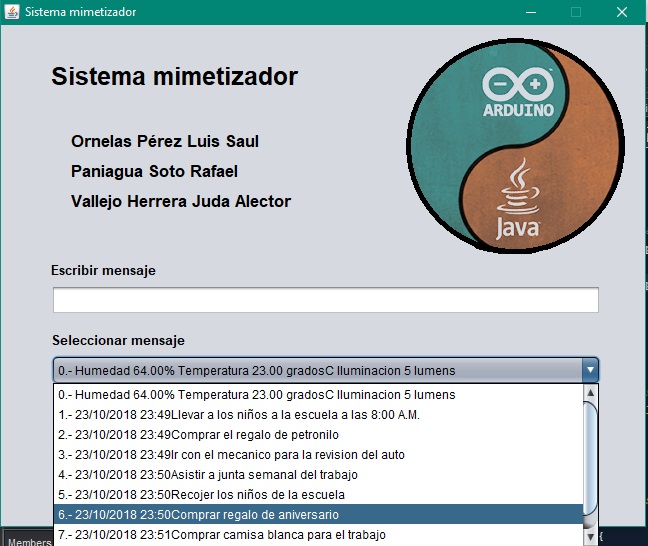 Sistema mimetizador
Sistema mimetizador
ARDUINO
Java
Ornelas Pérez Luis Saul
Paniagua Soto Rafael
Vallejo Herrera Juda Alector
Escribir mensaje
Seleccionar mensaje
0.- Humedad 64.00% Temperatura 23.00 gradosC Iluminacion 5 lumens
0.- Humedad 64.00% Temperatura 23.00 gradosC Iluminacion 5 lumens
1.- 23/10/2018 23:49Llevar a los niños a la escuela a las 8:00 A.M.
2.- 23/10/2018 23:49Comprar el regalo de petronilo
3.- 23/10/2018 23:49Ir con el mecanico para la revision del auto
4.- 23/10/2018 23:50Asistir a junta semanal del trabajo
5.- 23/10/2018 23:50Recojer los niños de la escuela
6.- 23/10/2018 23:50Comprar regalo de aniversario
7.- 23/10/2018 23:51Comprar camisa blanca para el trabajo
Members
{